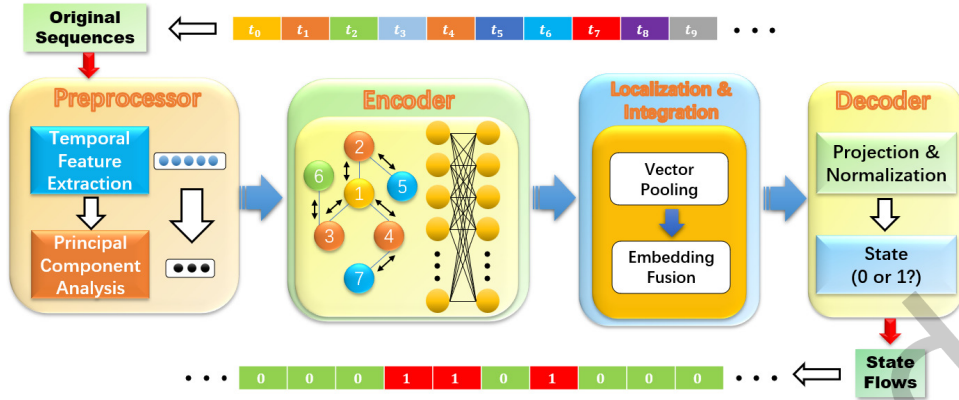 Original
Sequences
t0 t1 t2 t3 t4 t5 t6 t7 t8 t9 • • •
Preprocessor
Temporal
Feature
Extraction
Principal
Component
Analysis
Encoder
2
6
5
1
3
4
7
Localization &
Integration
Vector
Pooling
Embedding
Fusion
Decoder
Projection &
Normalization
State
(0 or 1?)
• • • 0 0 0 1 1 0 1 0 0 0 • • •
State
Flows